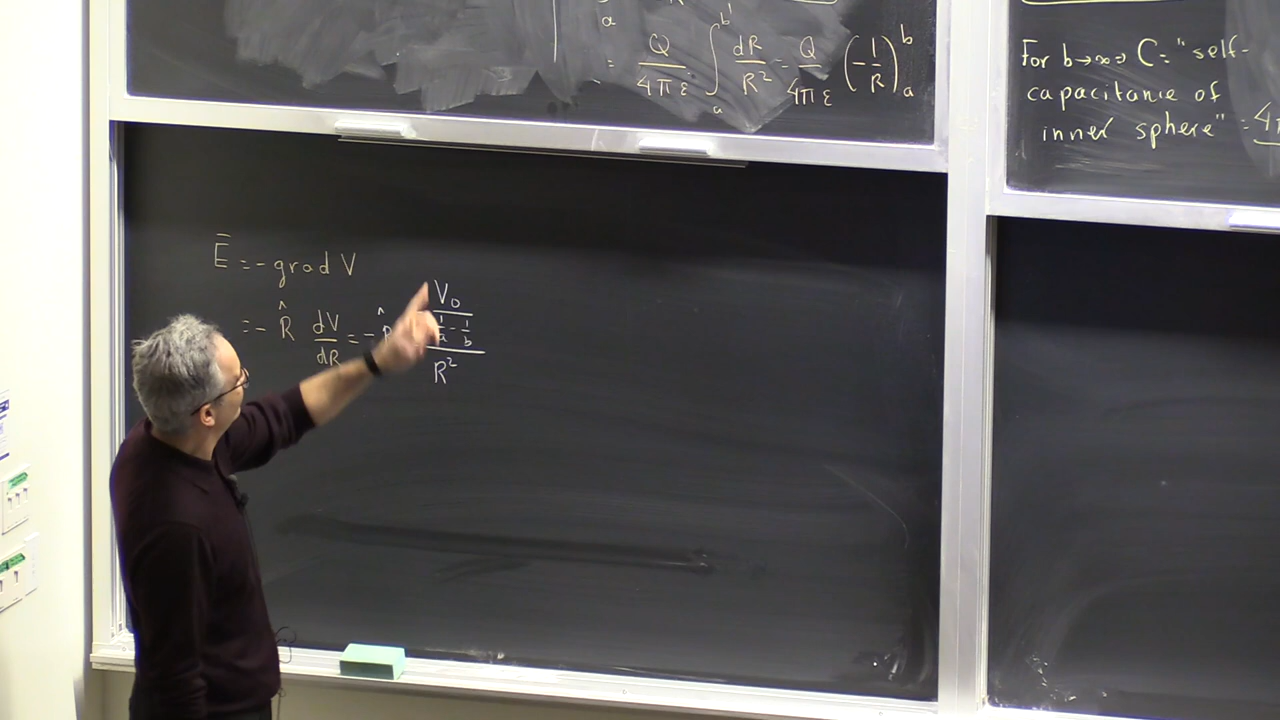 a
b
= Q/4πε ∫ₐᵇ dR/R² = Q/4πε (-1/R)ₐᵇ
For b→∞ ⇒ C = "self-
capacitance of
inner sphere" = 4π
Ē = - grad V
= - R̂ dV/dR = - R̂ V₀/(1/a - 1/b)/R²